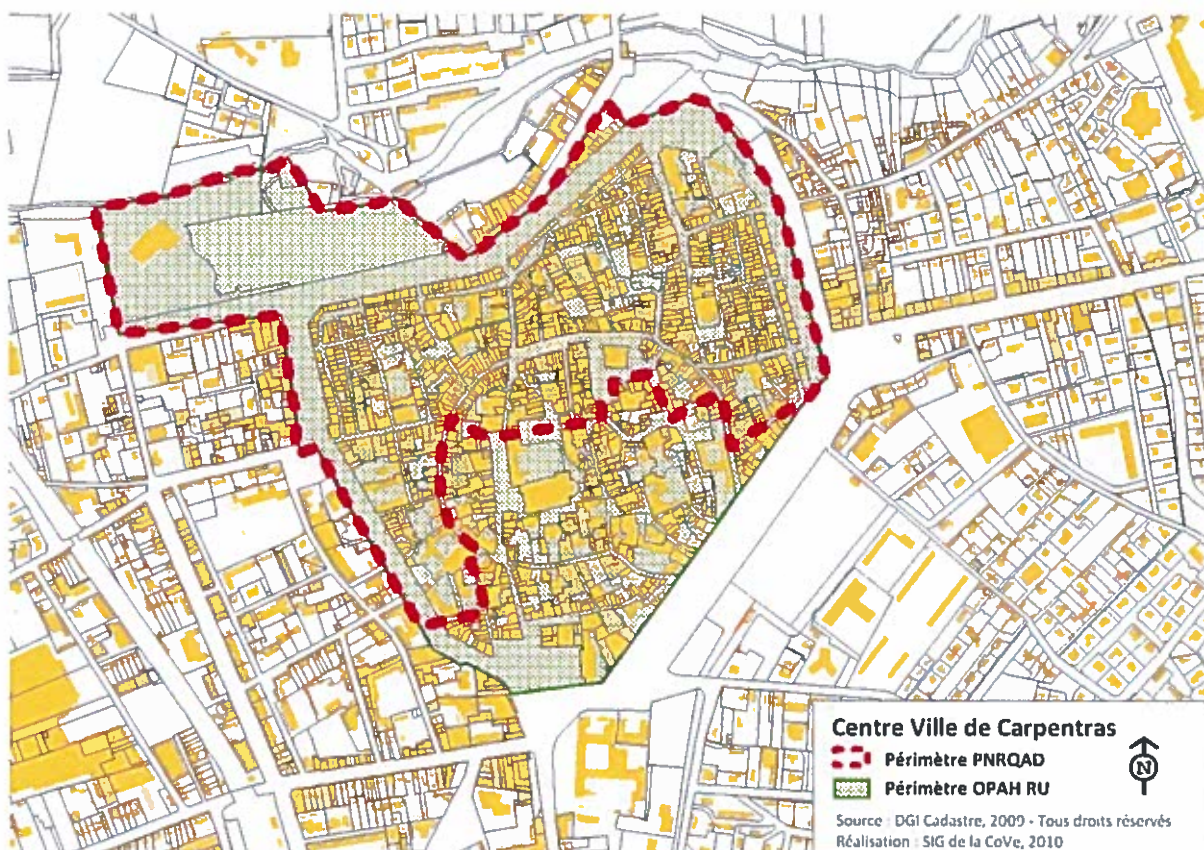 Centre Ville de Carpentras
Périmètre PNRQAD
N
Périmètre OPAH RU
Source : DGI Cadastre, 2009 - Tous droits réservés
Réalisation : SIG de la CoVe, 2010